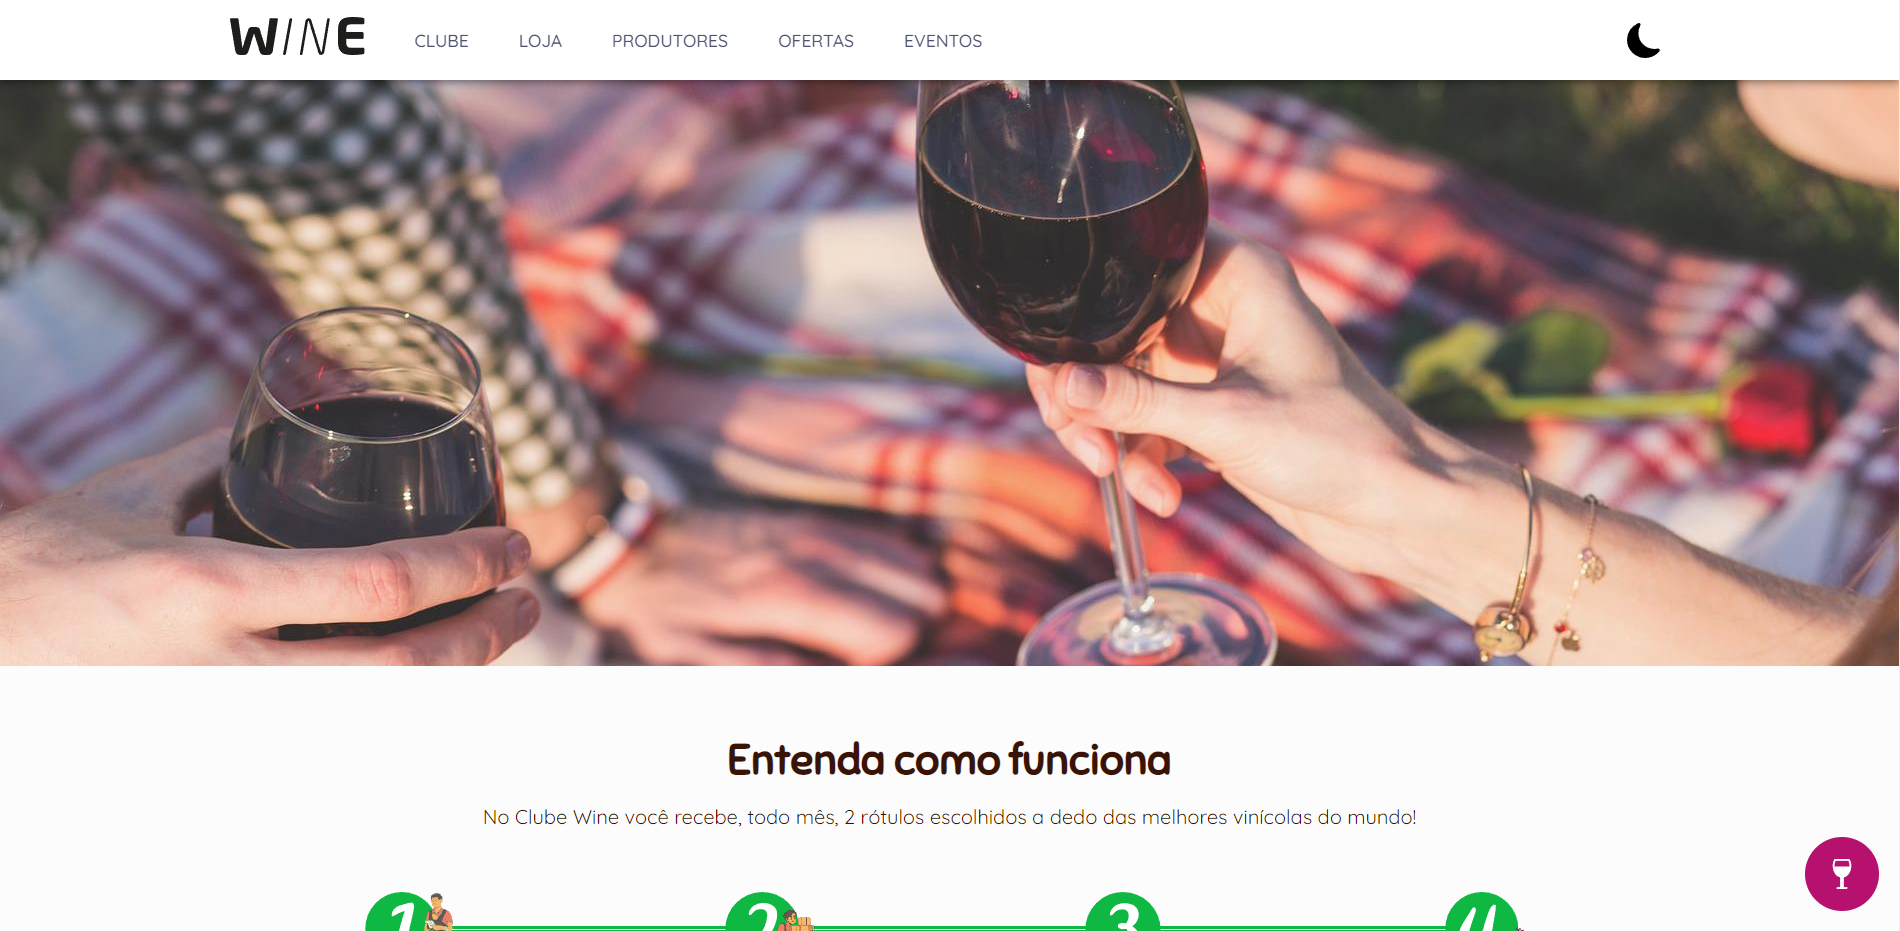 WINE
CLUBE LOJA PRODUTORES OFERTAS EVENTOS
Entenda como funciona
No Clube Wine você recebe, todo mês, 2 rótulos escolhidos a dedo das melhores vinícolas do mundo!
1 2 3 4